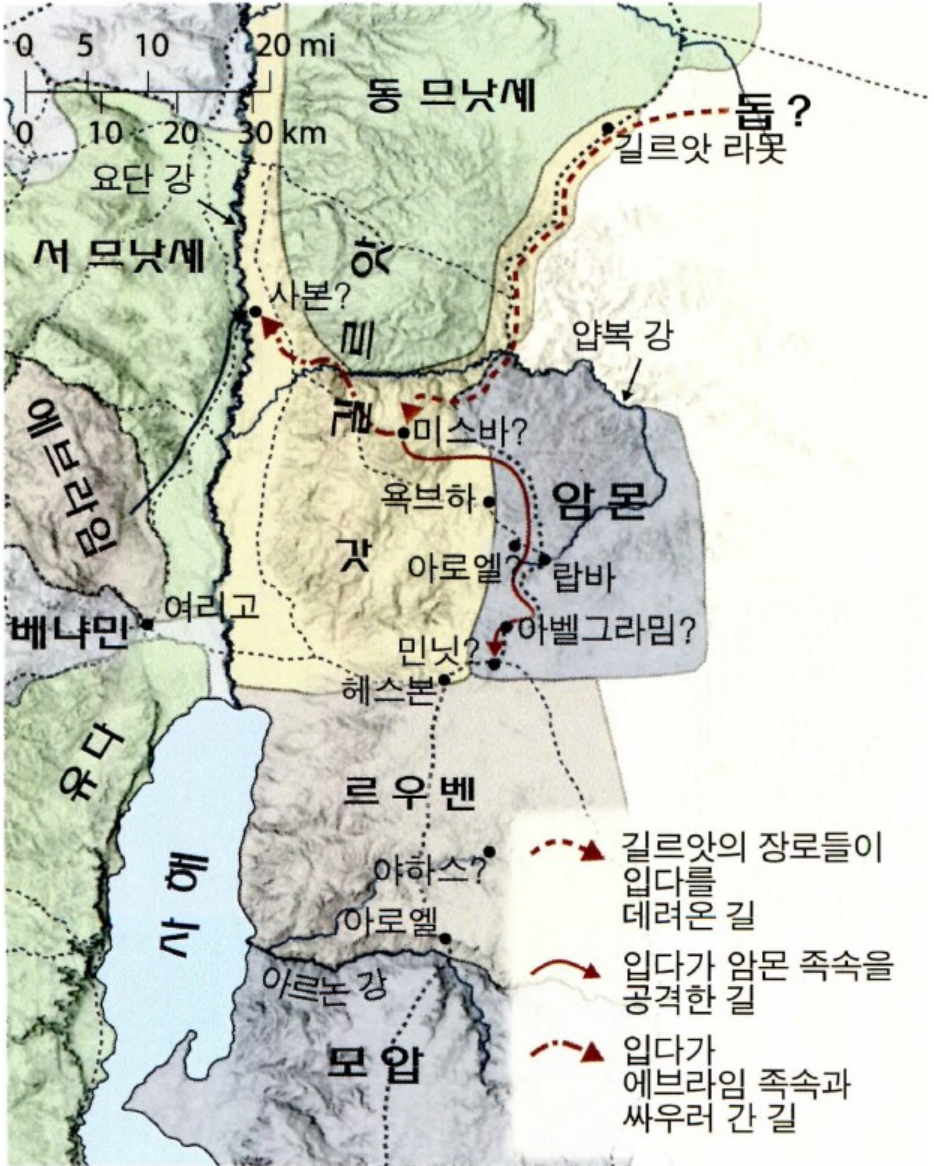 0 5 10 20 mi
0 10 20 30 km
동 므낫세
돕 ?
길르앗 라못
요단 강
서 므낫세
길르앗
사본?
얍복 강
미스바?
에브라임
욕브하
암몬
갓
아로엘?
랍바
여리고
베냐민
아벨그라밈?
민닛?
헤스본
유다
르우벤
야하스?
사해
아로엘
아르논 강
모압
길르앗의 장로들이
입다를
데려온 길
입다가 암몬 족속을
공격한 길
입다가
에브라임 족속과
싸우러 간 길